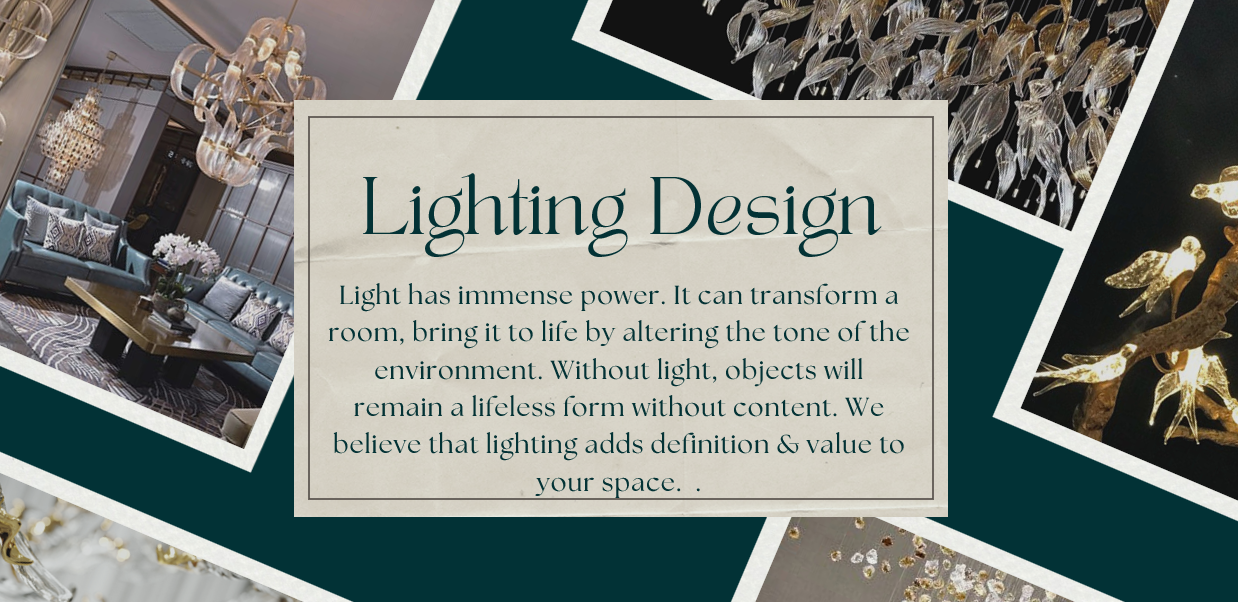 Lighting Design
Light has immense power. It can transform a
room, bring it to life by altering the tone of the
environment. Without light, objects will
remain a lifeless form without content. We
believe that lighting adds definition & value to
your space.  .